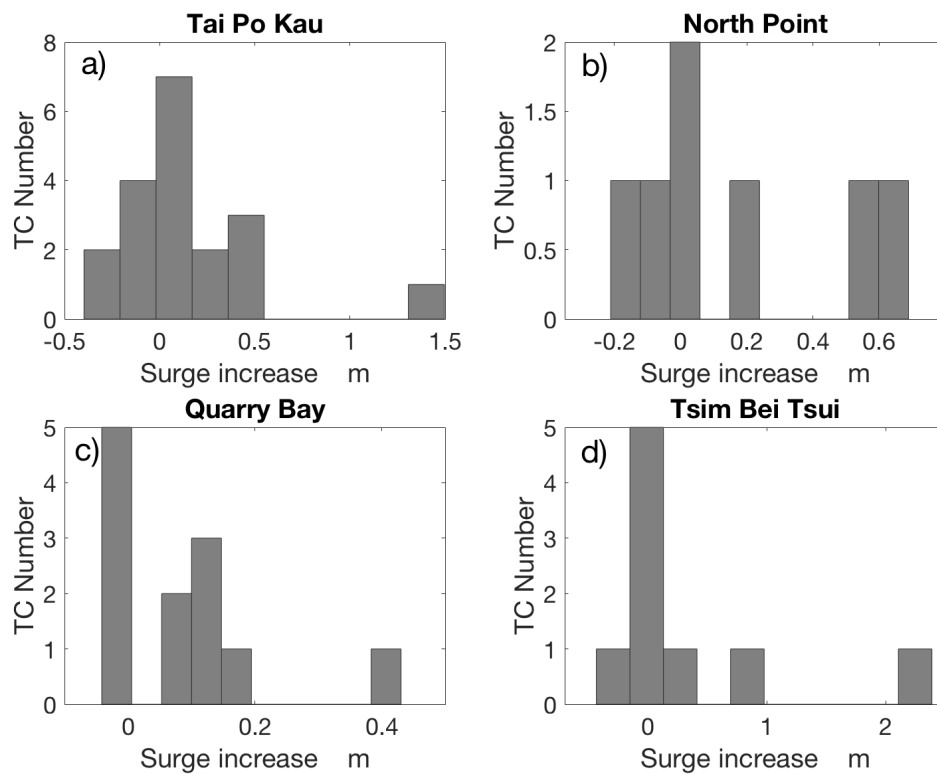 Tai Po Kau
a)
8
6
4
2
0
TC Number
-0.5 0 0.5 1 1.5
Surge increase m
North Point
b)
2
1.5
1
0.5
0
TC Number
-0.2 0 0.2 0.4 0.6
Surge increase m
Quarry Bay
c)
5
4
3
2
1
0
TC Number
0 0.2 0.4
Surge increase m
Tsim Bei Tsui
d)
5
4
3
2
1
0
TC Number
0 1 2
Surge increase m